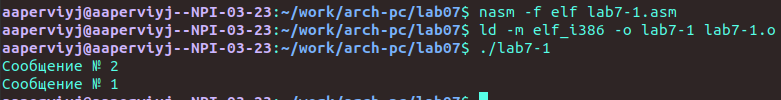 aaperviyj@aaperviyj--NPI-03-23:~/work/arch-pc/lab07$ nasm -f elf lab7-1.asm
aaperviyj@aaperviyj--NPI-03-23:~/work/arch-pc/lab07$ ld -m elf_i386 -o lab7-1 lab7-1.o
aaperviyj@aaperviyj--NPI-03-23:~/work/arch-pc/lab07$ ./lab7-1
Сообщение № 2
Сообщение № 1
aaperviyj@aaperviyj--NPI-03-23:~/work/arch-pc/lab07$